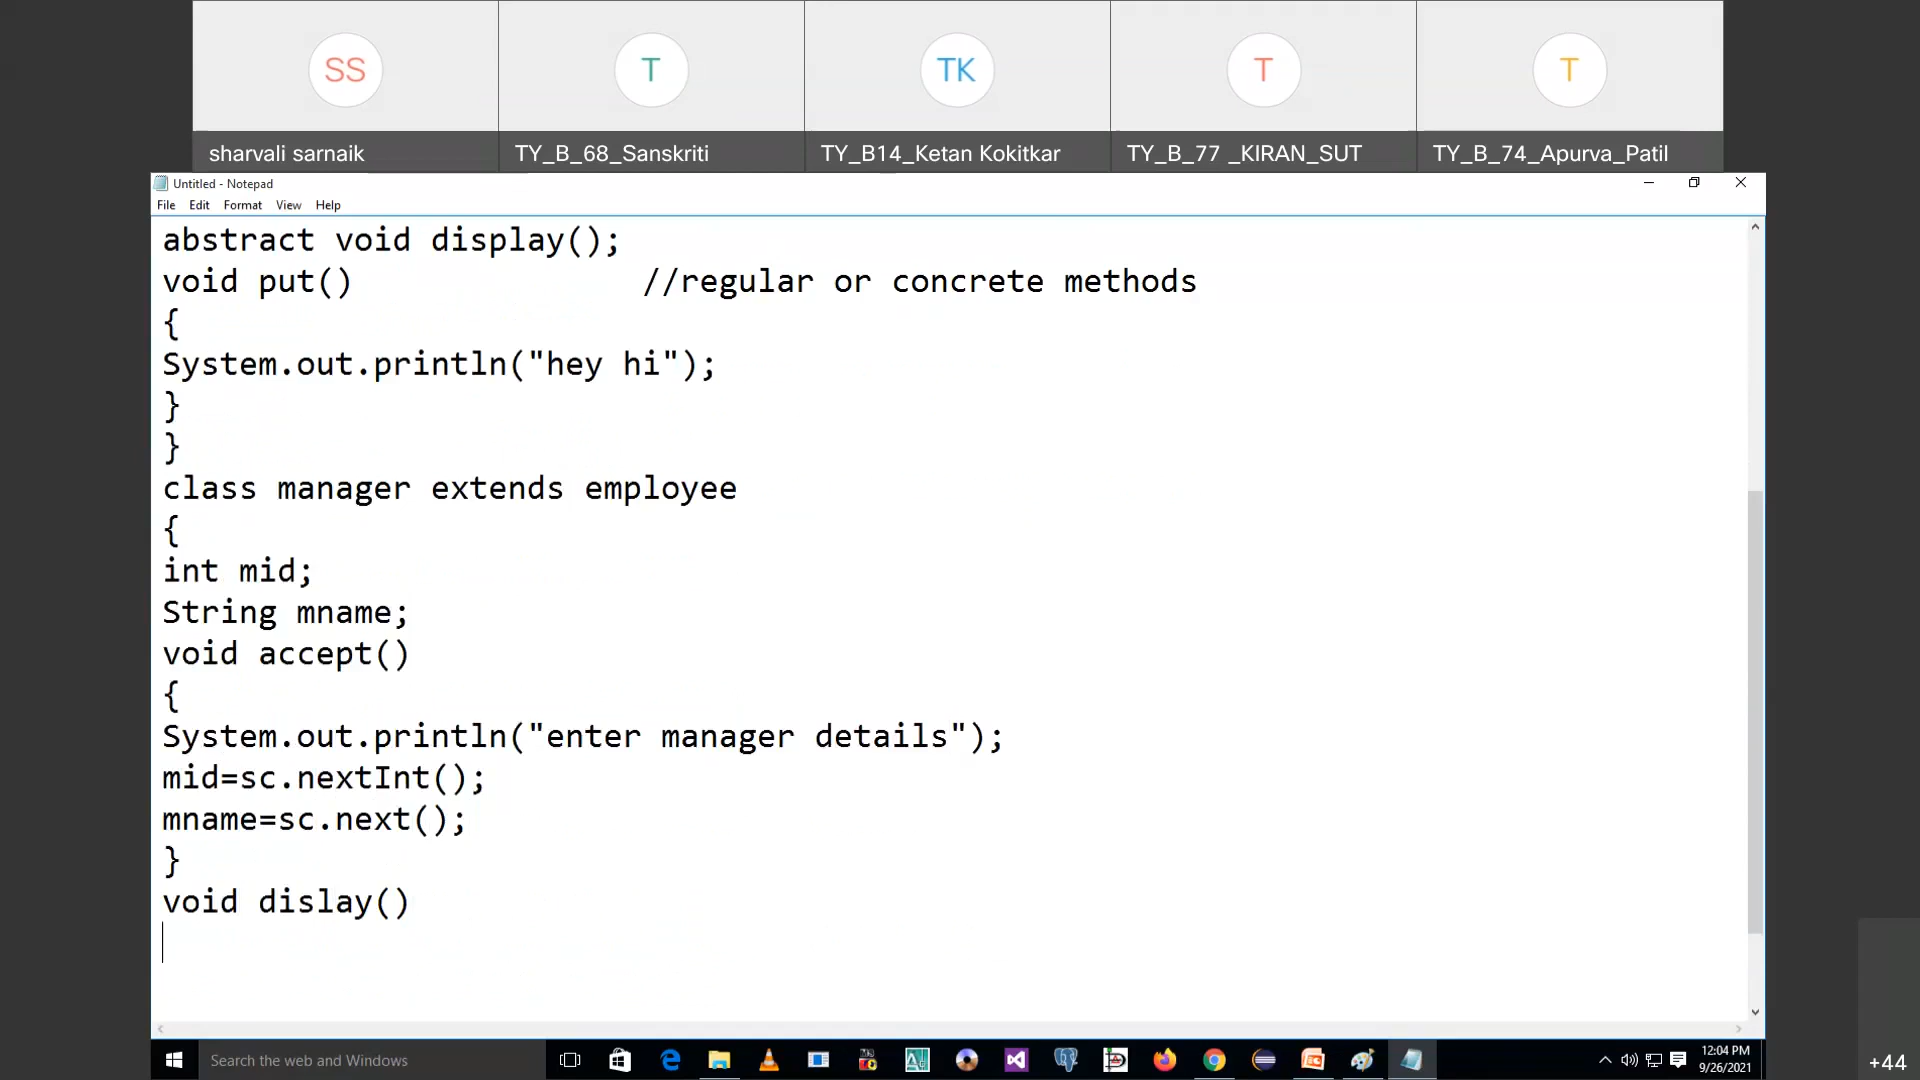 SS
T
TK
T
T
sharvali sarnaik
TY_B_68_Sanskriti
TY_B14_Ketan Kokitkar
TY_B_77 _KIRAN_SUT
TY_B_74_Apurva_Patil
Untitled - Notepad
File Edit Format View Help
abstract void display();
void put() //regular or concrete methods
{
System.out.println("hey hi");
}
}
class manager extends employee
{
int mid;
String mname;
void accept()
{
System.out.println("enter manager details");
mid=sc.nextInt();
mname=sc.next();
}
void dislay()
Search the web and Windows
12:04 PM
9/26/2021
+44